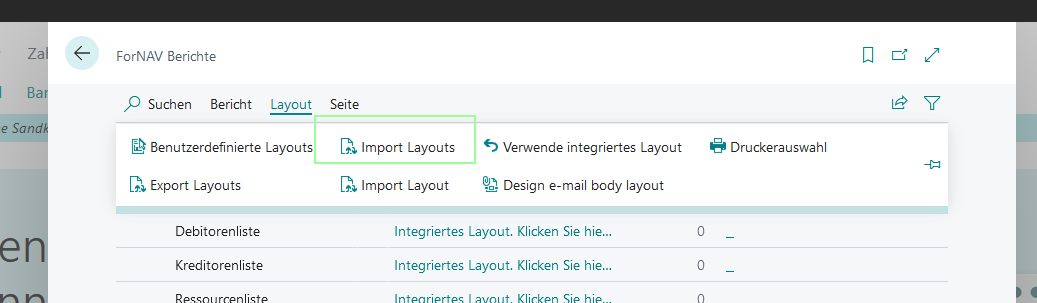 ForNAV Berichte
Zal
Suchen Bericht Layout Seite
Bar
e Sandk
Benutzerdefinierte Layouts Import Layouts Verwende integriertes Layout Druckerauswahl
Export Layouts Import Layout Design e-mail body layout
Debitorenliste Integriertes Layout. Klicken Sie hie... 0 _
en
Kreditorenliste Integriertes Layout. Klicken Sie hie... 0 _
Ressourcenliste Integriertes Layout. Klicken Sie hie... 0